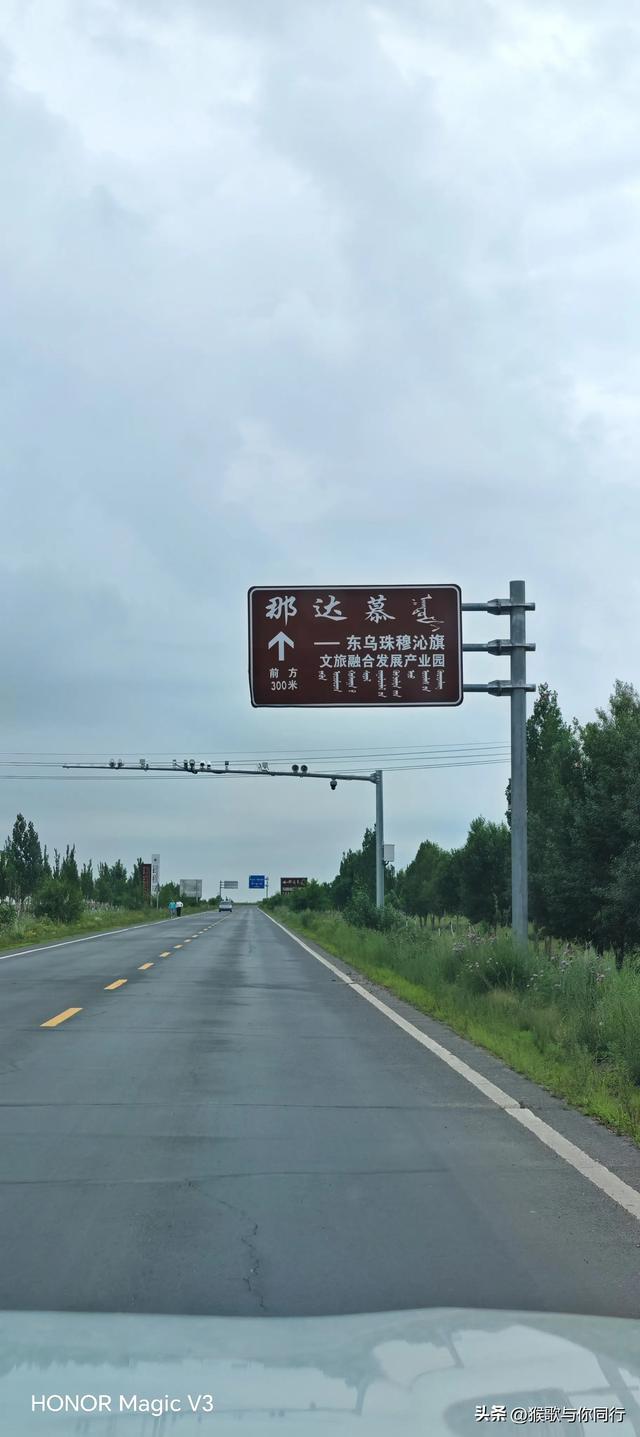 那达慕
——东乌珠穆沁旗
文旅融合发展产业园
前方
300米
HONOR Magic V3
头条 @猴歌与你同行